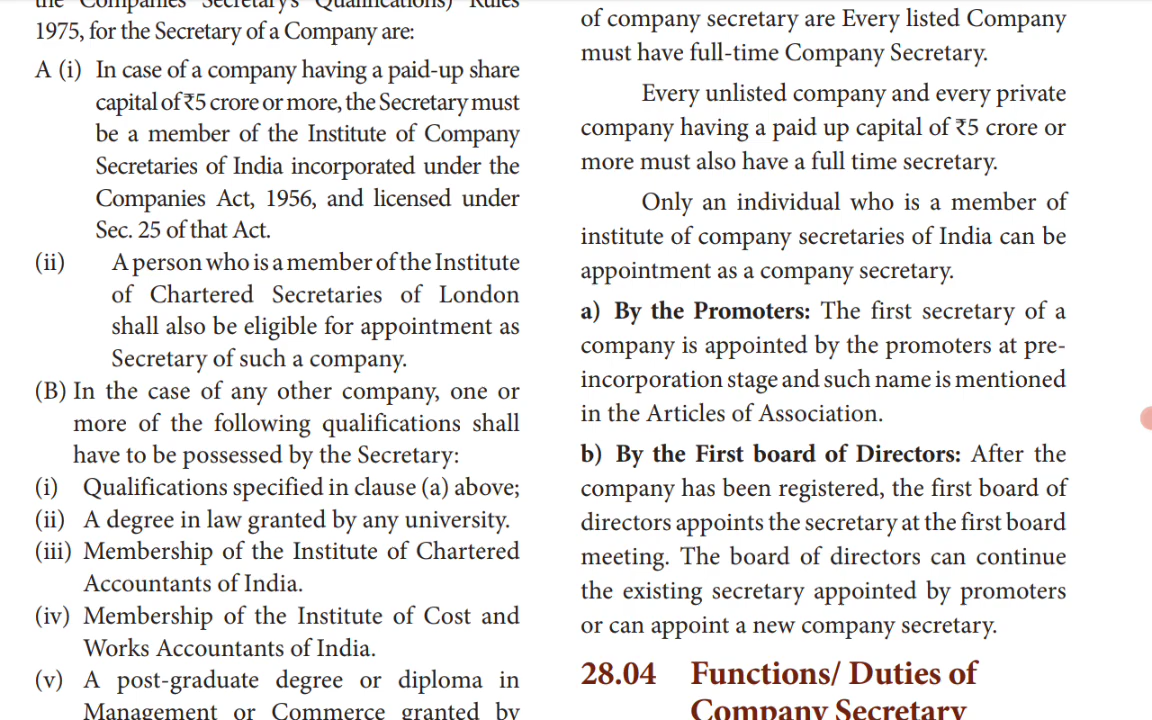 the Companies Secretary's Qualifications) Rules
1975, for the Secretary of a Company are:
A (i) In case of a company having a paid-up share
capital of ₹5 crore or more, the Secretary must
be a member of the Institute of Company
Secretaries of India incorporated under the
Companies Act, 1956, and licensed under
Sec. 25 of that Act.
(ii) A person who is a member of the Institute
of Chartered Secretaries of London
shall also be eligible for appointment as
Secretary of such a company.
(B) In the case of any other company, one or
more of the following qualifications shall
have to be possessed by the Secretary:
(i) Qualifications specified in clause (a) above;
(ii) A degree in law granted by any university.
(iii) Membership of the Institute of Chartered
Accountants of India.
(iv) Membership of the Institute of Cost and
Works Accountants of India.
(v) A post-graduate degree or diploma in
Management or Commerce granted by
of company secretary are Every listed Company
must have full-time Company Secretary.
Every unlisted company and every private
company having a paid up capital of ₹5 crore or
more must also have a full time secretary.
Only an individual who is a member of
institute of company secretaries of India can be
appointment as a company secretary.
a) By the Promoters: The first secretary of a
company is appointed by the promoters at pre-
incorporation stage and such name is mentioned
in the Articles of Association.
b) By the First board of Directors: After the
company has been registered, the first board of
directors appoints the secretary at the first board
meeting. The board of directors can continue
the existing secretary appointed by promoters
or can appoint a new company secretary.
28.04 Functions/ Duties of
Company Secretary